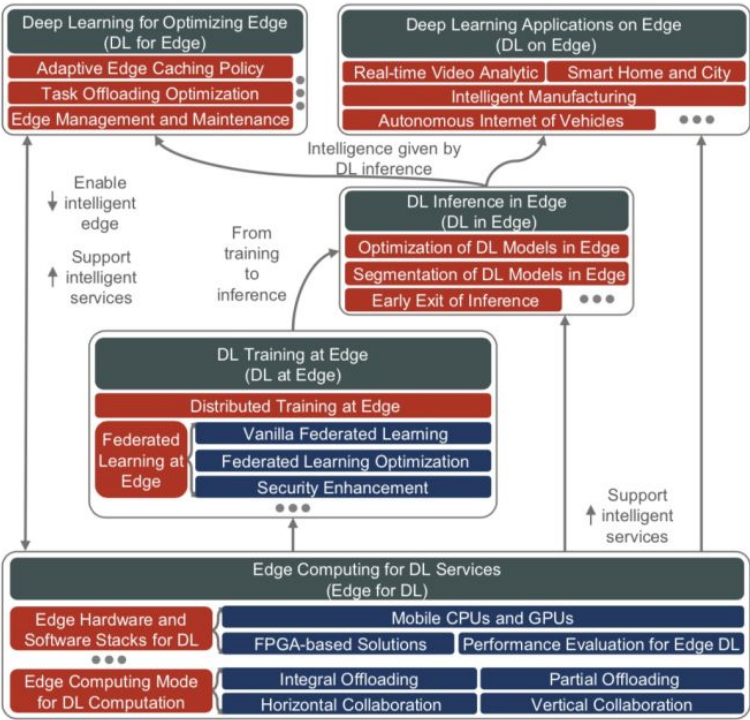 Deep Learning for Optimizing Edge
(DL for Edge)
Adaptive Edge Caching Policy
Task Offloading Optimization
Edge Management and Maintenance
Deep Learning Applications on Edge
(DL on Edge)
Real-time Video Analytic
Smart Home and City
Intelligent Manufacturing
Autonomous Internet of Vehicles
Intelligence given by
DL inference
Enable
intelligent
edge
Support
intelligent
services
From
training
to
inference
DL Inference in Edge
(DL in Edge)
Optimization of DL Models in Edge
Segmentation of DL Models in Edge
Early Exit of Inference
DL Training at Edge
(DL at Edge)
Distributed Training at Edge
Federated
Learning at
Edge
Vanilla Federated Learning
Federated Learning Optimization
Security Enhancement
Support
intelligent
services
Edge Computing for DL Services
(Edge for DL)
Edge Hardware and
Software Stacks for DL
Mobile CPUs and GPUs
FPGA-based Solutions
Performance Evaluation for Edge DL
Edge Computing Mode
for DL Computation
Integral Offloading
Partial Offloading
Horizontal Collaboration
Vertical Collaboration